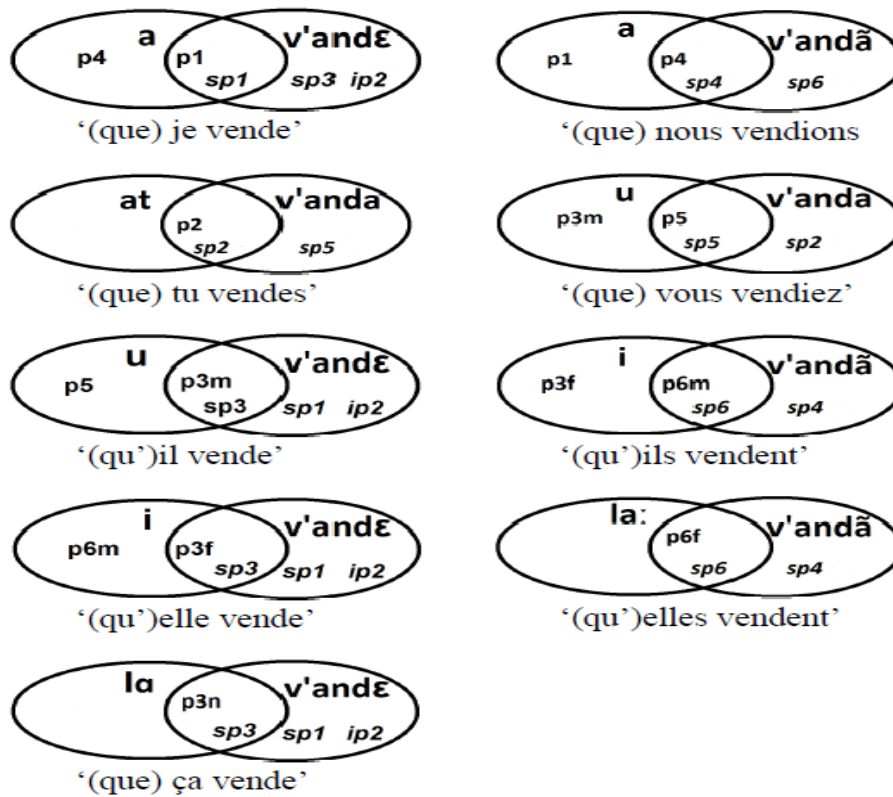 a v'andƐ
p4 p1
sp1 sp3 ip2
‘(que) je vende’
a v'andã
p1 p4
sp4 sp6
‘(que) nous vendions
at v'anda
p2
sp2 sp5
‘(que) tu vendes’
u v'anda
p3m p5
sp5 sp2
‘(que) vous vendiez’
u v'andƐ
p5 p3m
sp3 sp1 ip2
‘(qu’)il vende’
i v'andã
p3f p6m
sp6 sp4
‘(qu’)ils vendent’
i v'andƐ
p6m p3f
sp3 sp1 ip2
‘(qu’)elle vende’
laː v'andã
p6f
sp6 sp4
‘(qu’)elles vendent’
lɑ v'andƐ
p3n
sp3 sp1 ip2
‘(que) ça vende’